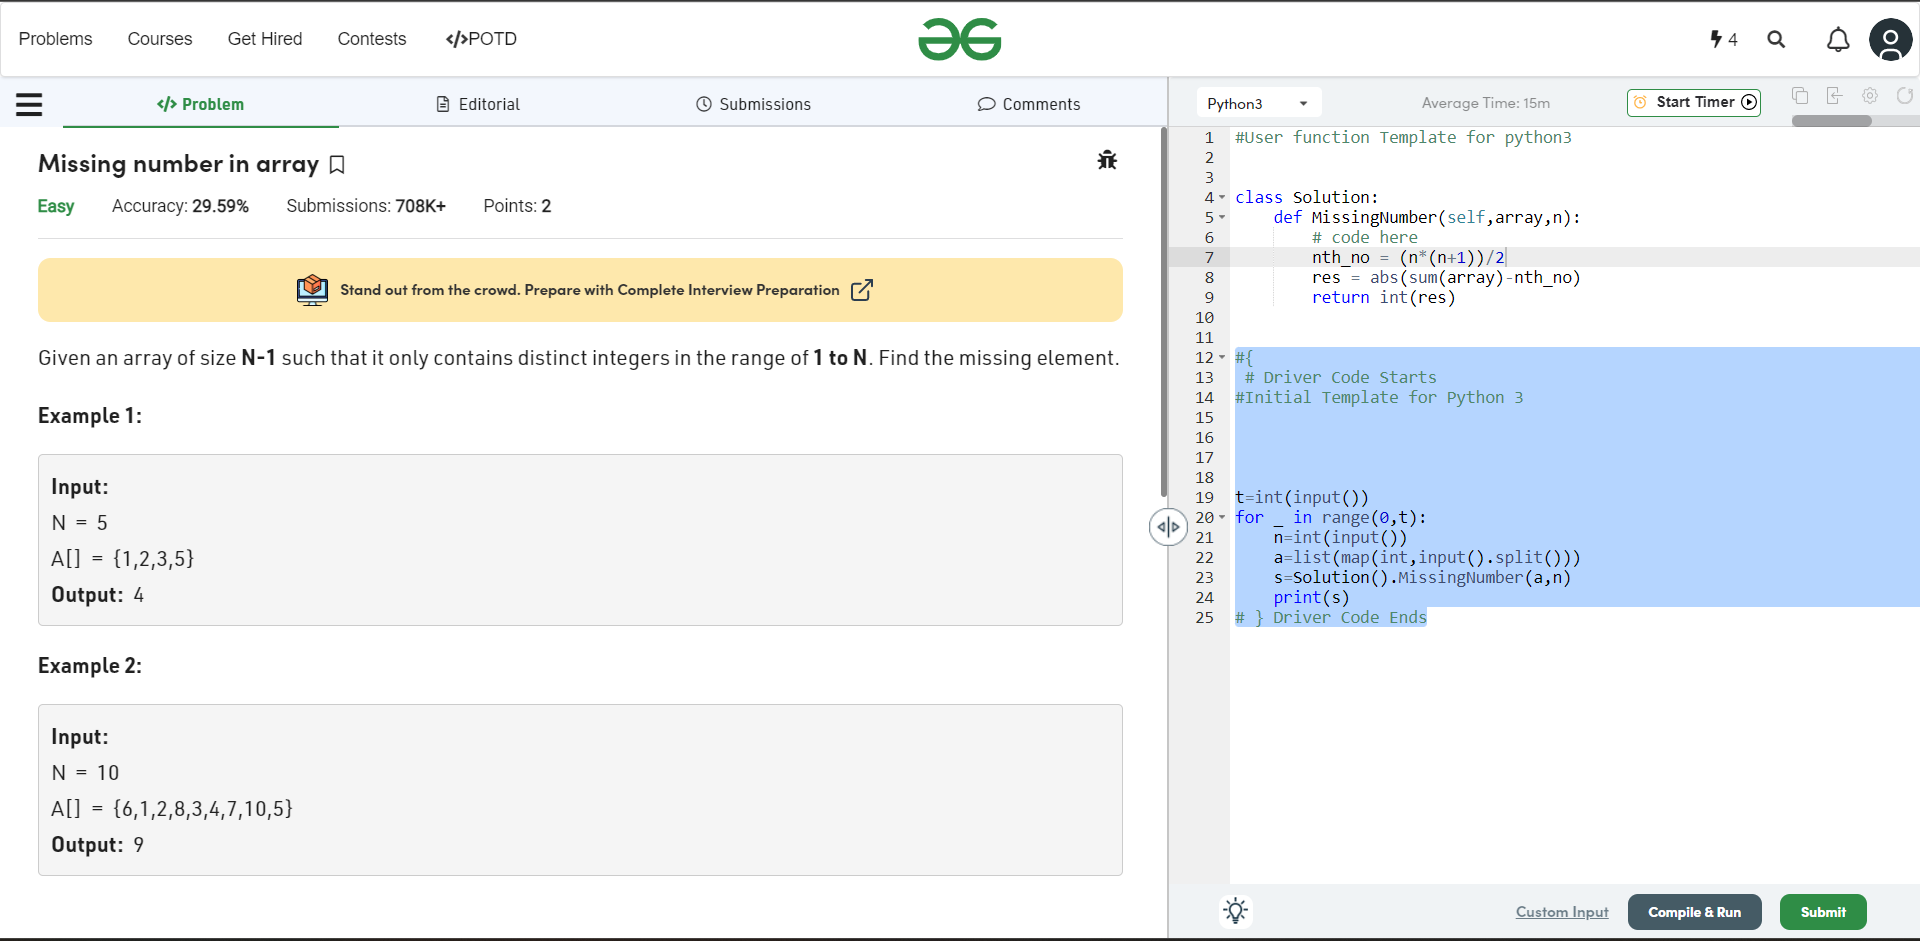 Problems Courses Get Hired Contests </>POTD 4
</> Problem Editorial Submissions Comments
Missing number in array
Easy Accuracy: 29.59% Submissions: 708K+ Points: 2
Stand out from the crowd. Prepare with Complete Interview Preparation
Given an array of size N-1 such that it only contains distinct integers in the range of 1 to N. Find the missing element.
Example 1:
Input:
N = 5
A[] = {1,2,3,5}
Output: 4
Example 2:
Input:
N = 10
A[] = {6,1,2,8,3,4,7,10,5}
Output: 9
Python3 Average Time: 15m Start Timer
1 #User function Template for python3
2
3
4 class Solution:
5 def MissingNumber(self,array,n):
6 # code here
7 nth_no = (n*(n+1))/2
8 res = abs(sum(array)-nth_no)
9 return int(res)
10
11
12 #{
13 # Driver Code Starts
14 #Initial Template for Python 3
15
16
17
18
19 t=int(input())
20 for _ in range(0,t):
21 n=int(input())
22 a=list(map(int,input().split()))
23 s=Solution().MissingNumber(a,n)
24 print(s)
25 # } Driver Code Ends
Custom Input Compile & Run Submit